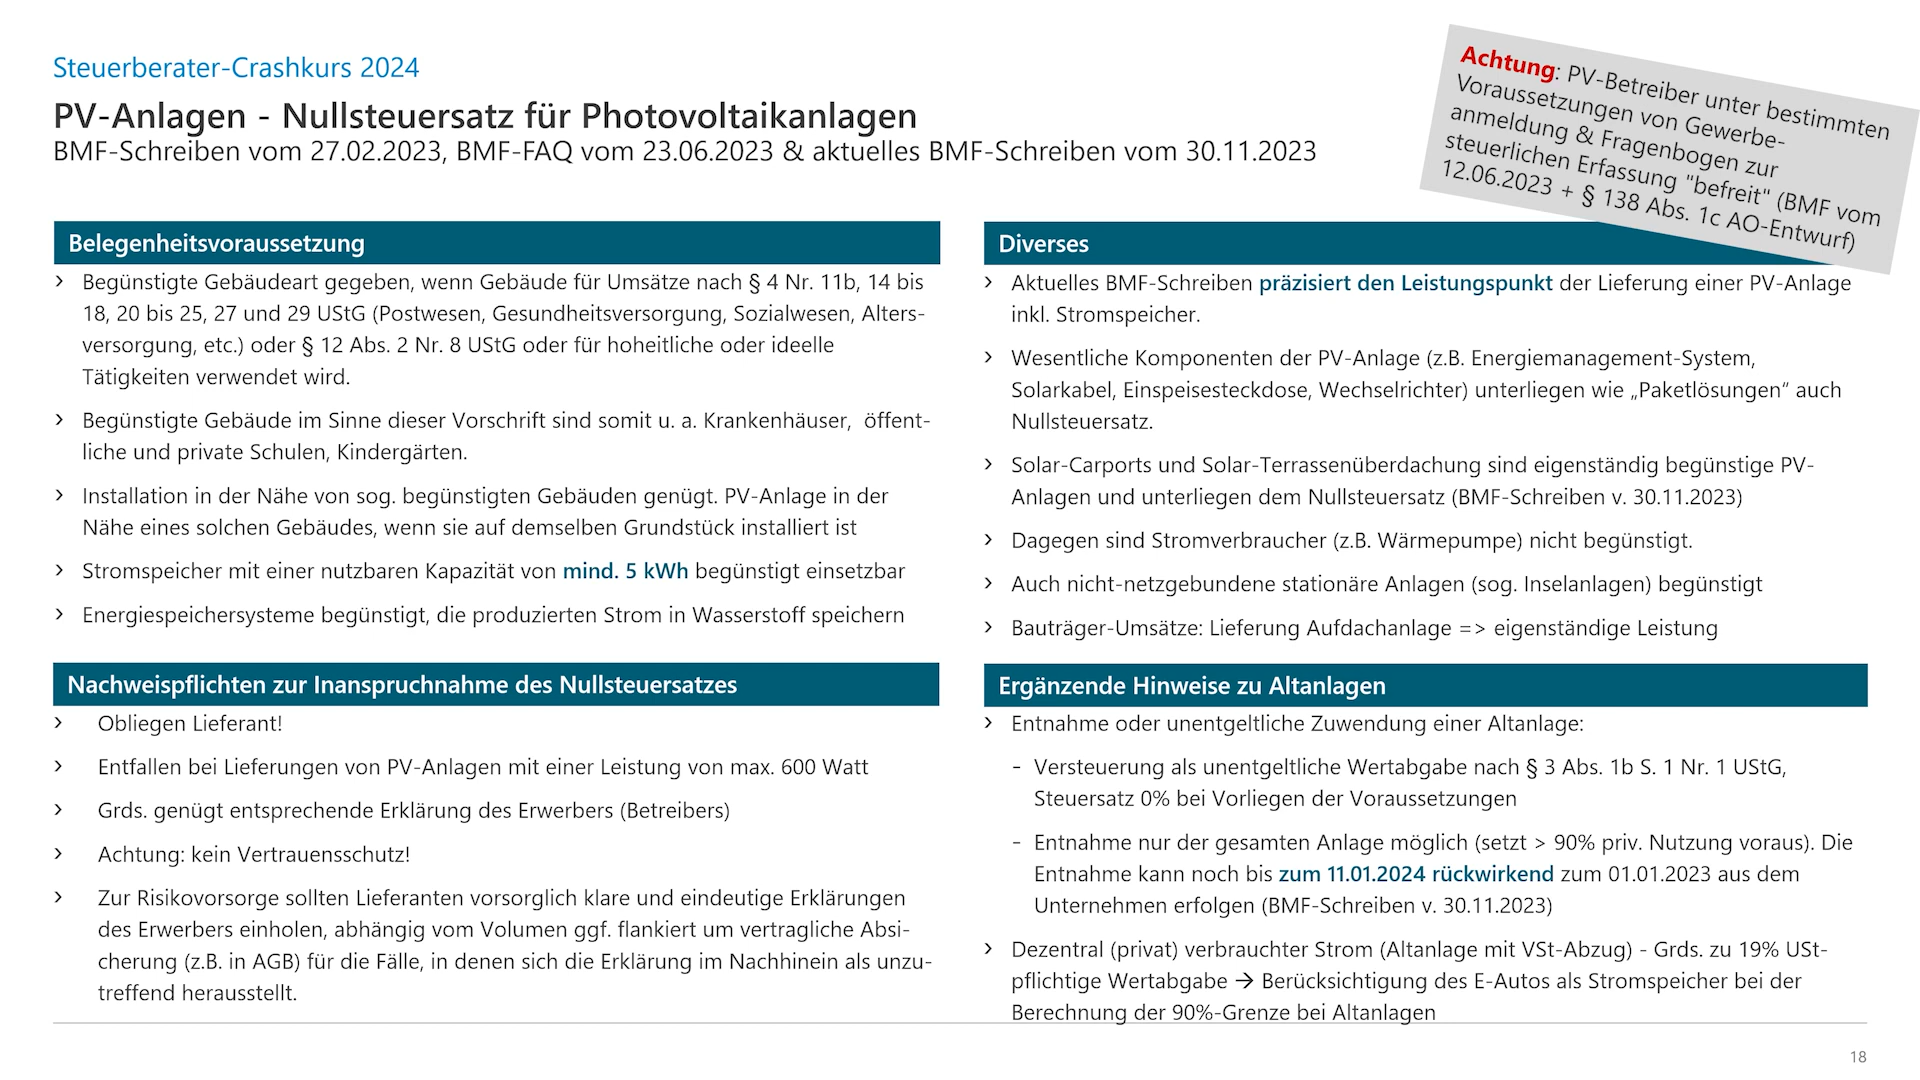 Steuerberater-Crashkurs 2024
PV-Anlagen - Nullsteuersatz für Photovoltaikanlagen
BMF-Schreiben vom 27.02.2023, BMF-FAQ vom 23.06.2023 & aktuelles BMF-Schreiben vom 30.11.2023
Achtung: PV-Betreiber unter bestimmten
Voraussetzungen von Gewerbe-
anmeldung & Fragenbogen zur
steuerlichen Erfassung "befreit" (BMF vom
12.06.2023 + § 138 Abs. 1c AO-Entwurf)
Belegenheitsvoraussetzung
› Begünstigte Gebäudeart gegeben, wenn Gebäude für Umsätze nach § 4 Nr. 11b, 14 bis
18, 20 bis 25, 27 und 29 UStG (Postwesen, Gesundheitsversorgung, Sozialwesen, Alters-
versorgung, etc.) oder § 12 Abs. 2 Nr. 8 UStG oder für hoheitliche oder ideelle
Tätigkeiten verwendet wird.
› Begünstigte Gebäude im Sinne dieser Vorschrift sind somit u. a. Krankenhäuser, öffent-
liche und private Schulen, Kindergärten.
› Installation in der Nähe von sog. begünstigten Gebäuden genügt. PV-Anlage in der
Nähe eines solchen Gebäudes, wenn sie auf demselben Grundstück installiert ist
› Stromspeicher mit einer nutzbaren Kapazität von mind. 5 kWh begünstigt einsetzbar
› Energiespeichersysteme begünstigt, die produzierten Strom in Wasserstoff speichern
Nachweispflichten zur Inanspruchnahme des Nullsteuersatzes
› Obliegen Lieferant!
› Entfallen bei Lieferungen von PV-Anlagen mit einer Leistung von max. 600 Watt
› Grds. genügt entsprechende Erklärung des Erwerbers (Betreibers)
› Achtung: kein Vertrauensschutz!
› Zur Risikovorsorge sollten Lieferanten vorsorglich klare und eindeutige Erklärungen
des Erwerbers einholen, abhängig vom Volumen ggf. flankiert um vertragliche Absi-
cherung (z.B. in AGB) für die Fälle, in denen sich die Erklärung im Nachhinein als unzu-
treffend herausstellt.
Diverses
› Aktuelles BMF-Schreiben präzisiert den Leistungspunkt der Lieferung einer PV-Anlage
inkl. Stromspeicher.
› Wesentliche Komponenten der PV-Anlage (z.B. Energiemanagement-System,
Solarkabel, Einspeisesteckdose, Wechselrichter) unterliegen wie „Paketlösungen“ auch
Nullsteuersatz.
› Solar-Carports und Solar-Terrassenüberdachung sind eigenständig begünstige PV-
Anlagen und unterliegen dem Nullsteuersatz (BMF-Schreiben v. 30.11.2023)
› Dagegen sind Stromverbraucher (z.B. Wärmepumpe) nicht begünstigt.
› Auch nicht-netzgebundene stationäre Anlagen (sog. Inselanlagen) begünstigt
› Bauträger-Umsätze: Lieferung Aufdachanlage => eigenständige Leistung
Ergänzende Hinweise zu Altanlagen
› Entnahme oder unentgeltliche Zuwendung einer Altanlage:
- Versteuerung als unentgeltliche Wertabgabe nach § 3 Abs. 1b S. 1 Nr. 1 UStG,
Steuersatz 0% bei Vorliegen der Voraussetzungen
- Entnahme nur der gesamten Anlage möglich (setzt > 90% priv. Nutzung voraus). Die
Entnahme kann noch bis zum 11.01.2024 rückwirkend zum 01.01.2023 aus dem
Unternehmen erfolgen (BMF-Schreiben v. 30.11.2023)
› Dezentral (privat) verbrauchter Strom (Altanlage mit VSt-Abzug) - Grds. zu 19% USt-
pflichtige Wertabgabe → Berücksichtigung des E-Autos als Stromspeicher bei der
Berechnung der 90%-Grenze bei Altanlagen
18